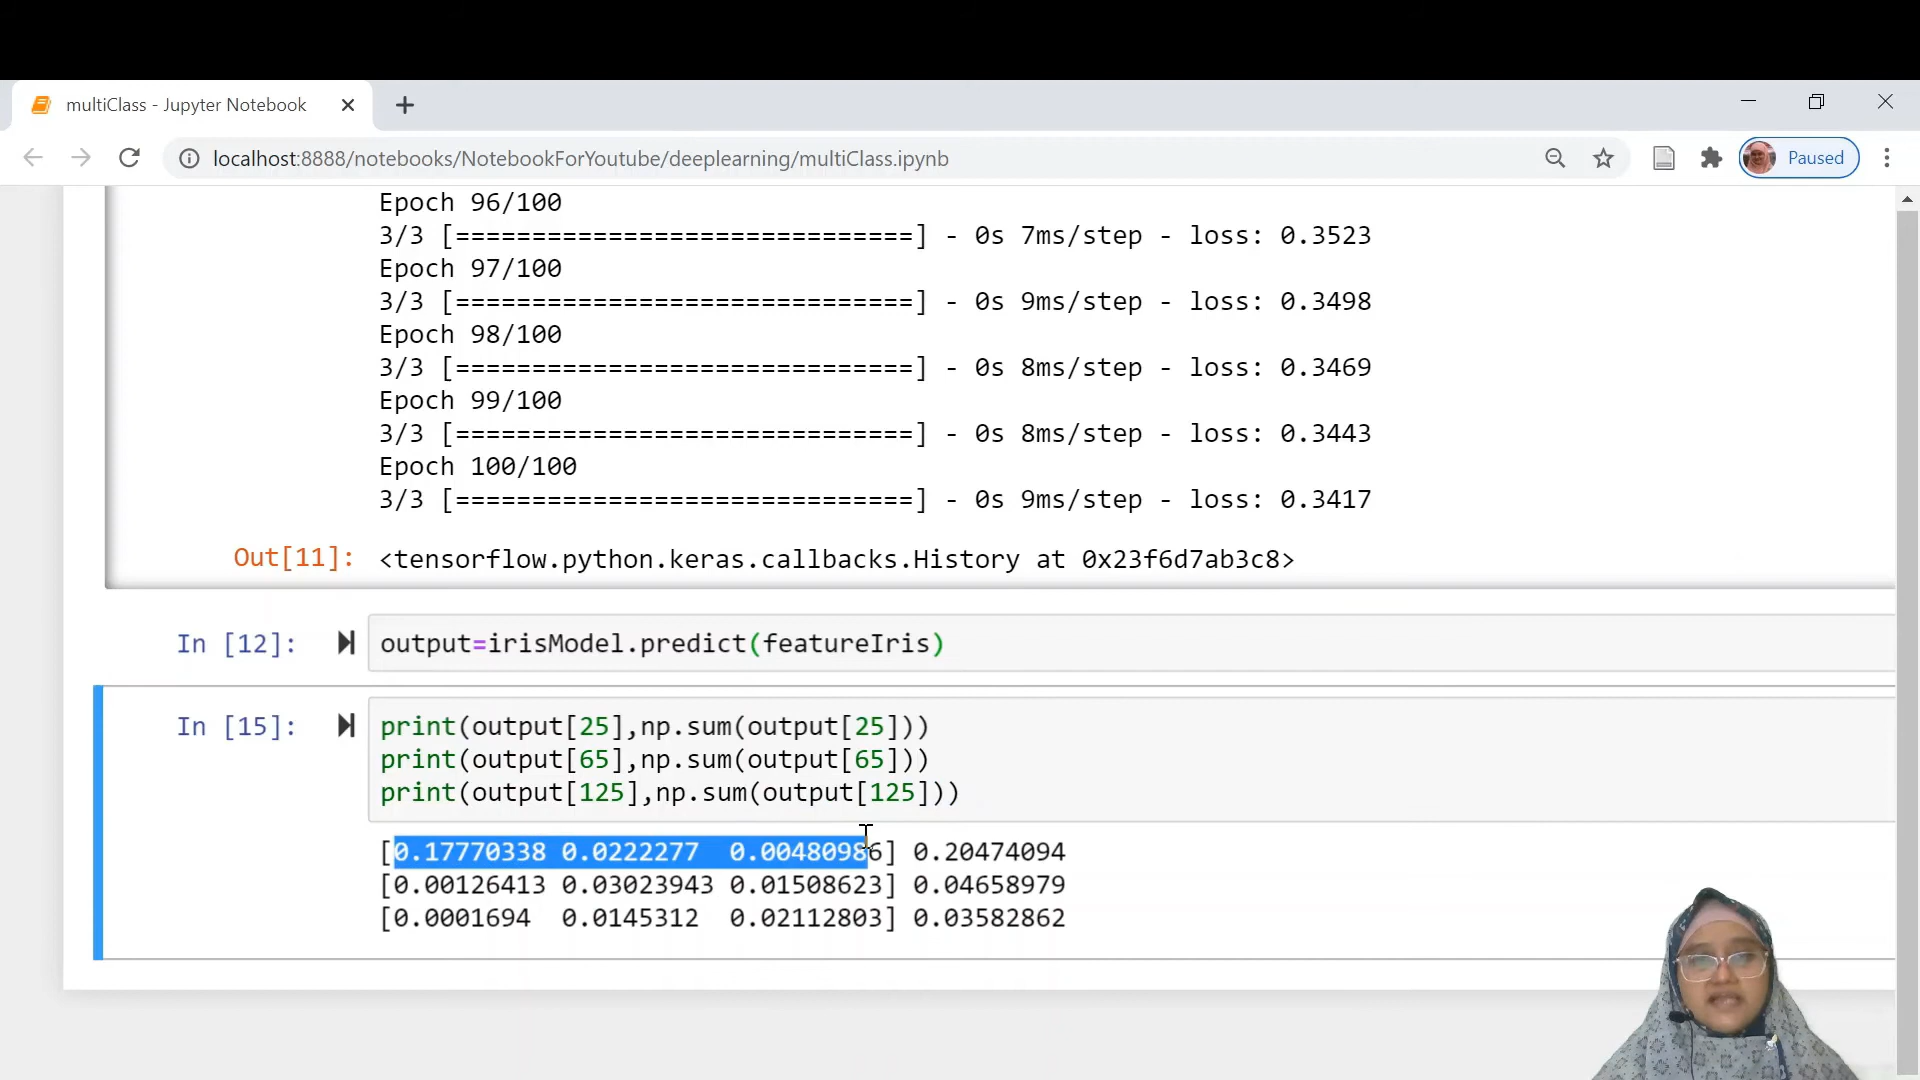 multiClass - Jupyter Notebook
localhost:8888/notebooks/NotebookForYoutube/deeplearning/multiClass.ipynb
Paused
Epoch 96/100
3/3 [==============================] - 0s 7ms/step - loss: 0.3523
Epoch 97/100
3/3 [==============================] - 0s 9ms/step - loss: 0.3498
Epoch 98/100
3/3 [==============================] - 0s 8ms/step - loss: 0.3469
Epoch 99/100
3/3 [==============================] - 0s 8ms/step - loss: 0.3443
Epoch 100/100
3/3 [==============================] - 0s 9ms/step - loss: 0.3417
Out[11]: <tensorflow.python.keras.callbacks.History at 0x23f6d7ab3c8>
In [12]: output=irisModel.predict(featureIris)
In [15]: print(output[25],np.sum(output[25]))
print(output[65],np.sum(output[65]))
print(output[125],np.sum(output[125]))
[0.17770338 0.0222277  0.00480986] 0.20474094
[0.00126413 0.03023943 0.01508623] 0.04658979
[0.0001694  0.0145312  0.02112803] 0.03582862